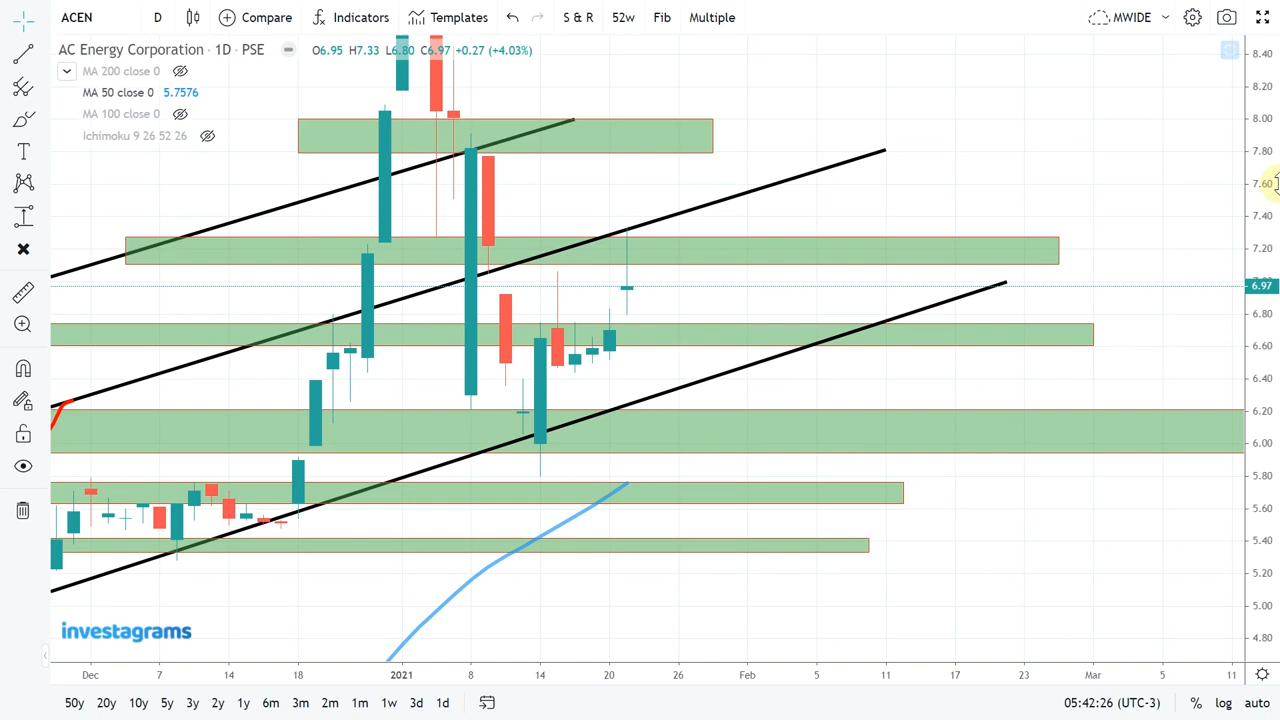 ACEN D Compare Indicators Templates S & R 52w Fib Multiple MWIDE
AC Energy Corporation · 1D · PSE O6.95 H7.33 L6.80 C6.97 +0.27 (+4.03%)
MA 200 close 0
MA 50 close 0 5.7576
MA 100 close 0
Ichimoku 9 26 52 26
8.40
8.20
8.00
7.80
7.60
7.40
7.20
6.97
6.80
6.60
6.40
6.20
6.00
5.80
5.60
5.40
5.20
5.00
4.80
investagrams
Dec 7 14 18 2021 8 14 20 26 Feb 5 11 17 23 Mar 5 11
50y 20y 10y 5y 3y 2y 1y 6m 3m 2m 1m 1w 3d 1d 05:42:26 (UTC-3) % log auto